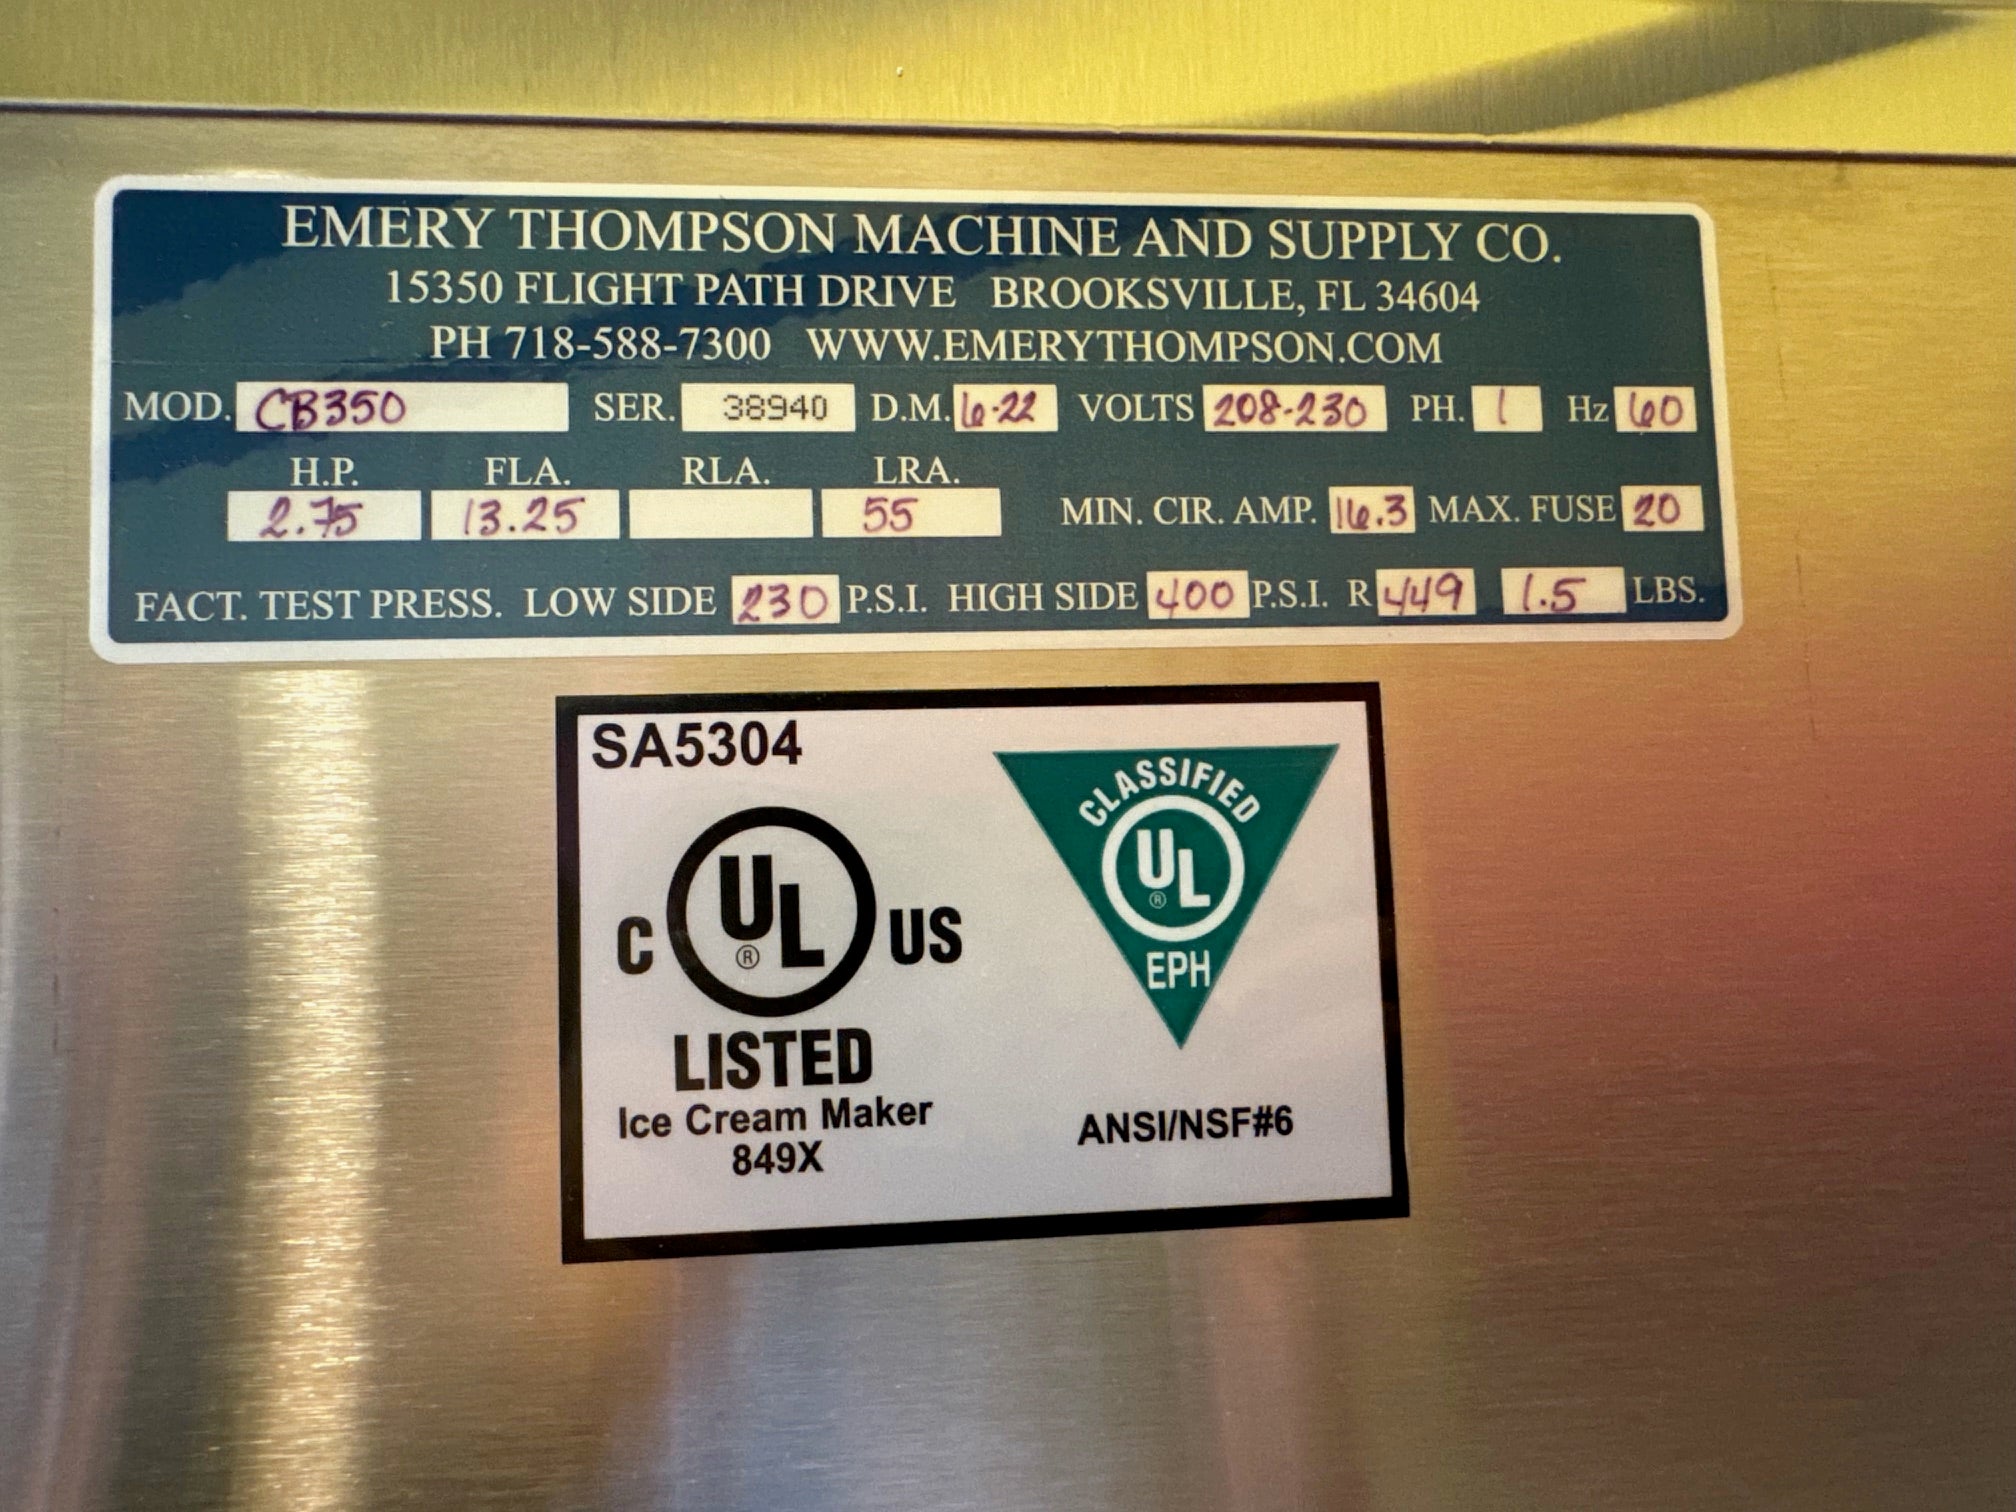 EMERY THOMPSON MACHINE AND SUPPLY CO.
15350 FLIGHT PATH DRIVE BROOKSVILLE, FL 34604
PH 718-588-7300 WWW.EMERYTHOMPSON.COM
MOD. CB350 SER. 38940 D.M. 6-22 VOLTS 208-230 PH. 1 Hz 60
H.P. FLA. RLA. LRA.
2.75 13.25 55 MIN. CIR. AMP. 16.3 MAX. FUSE 20
FACT. TEST PRESS. LOW SIDE 230 P.S.I. HIGH SIDE 400 P.S.I. R 449 1.5 LBS.
SA5304
CLASSIFIED
UL ®
EPH
C UL ® US
LISTED
Ice Cream Maker
849X
ANSI/NSF#6